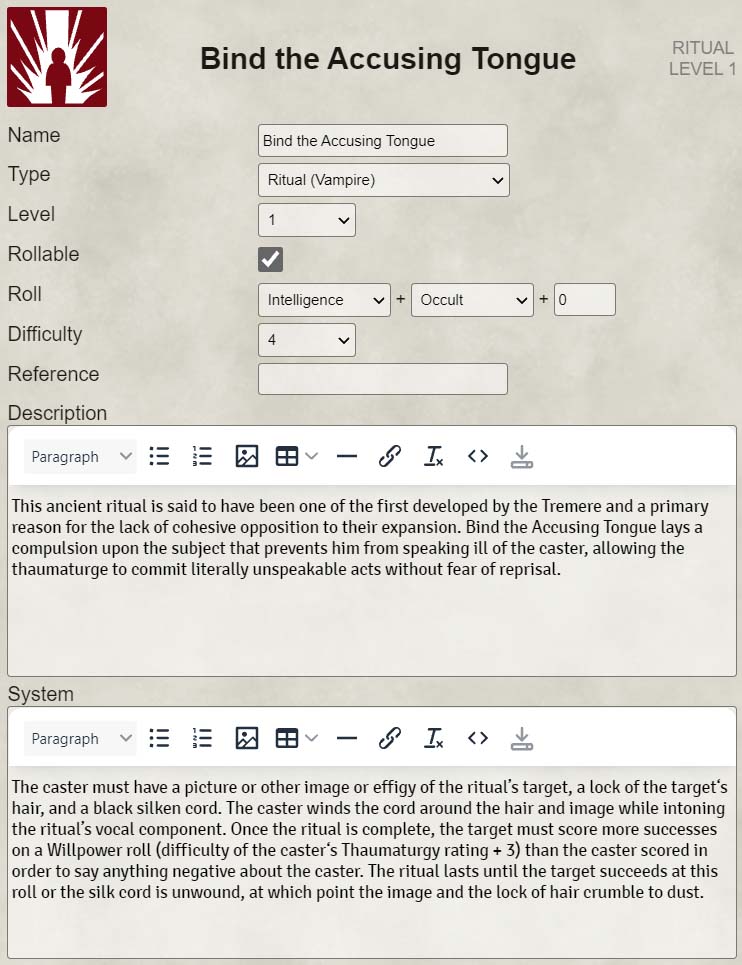 Bind the Accusing Tongue
RITUAL
LEVEL 1
Name
Bind the Accusing Tongue
Type
Ritual (Vampire)
Level
1
Rollable
Roll
Intelligence + Occult + 0
Difficulty
4
Reference
Description
Paragraph
This ancient ritual is said to have been one of the first developed by the Tremere and a primary
reason for the lack of cohesive opposition to their expansion. Bind the Accusing Tongue lays a
compulsion upon the subject that prevents him from speaking ill of the caster, allowing the
thaumaturge to commit literally unspeakable acts without fear of reprisal.
System
Paragraph
The caster must have a picture or other image or effigy of the ritual’s target, a lock of the target‘s
hair, and a black silken cord. The caster winds the cord around the hair and image while intoning
the ritual’s vocal component. Once the ritual is complete, the target must score more successes
on a Willpower roll (difficulty of the caster‘s Thaumaturgy rating + 3) than the caster scored in
order to say anything negative about the caster. The ritual lasts until the target succeeds at this
roll or the silk cord is unwound, at which point the image and the lock of hair crumble to dust.